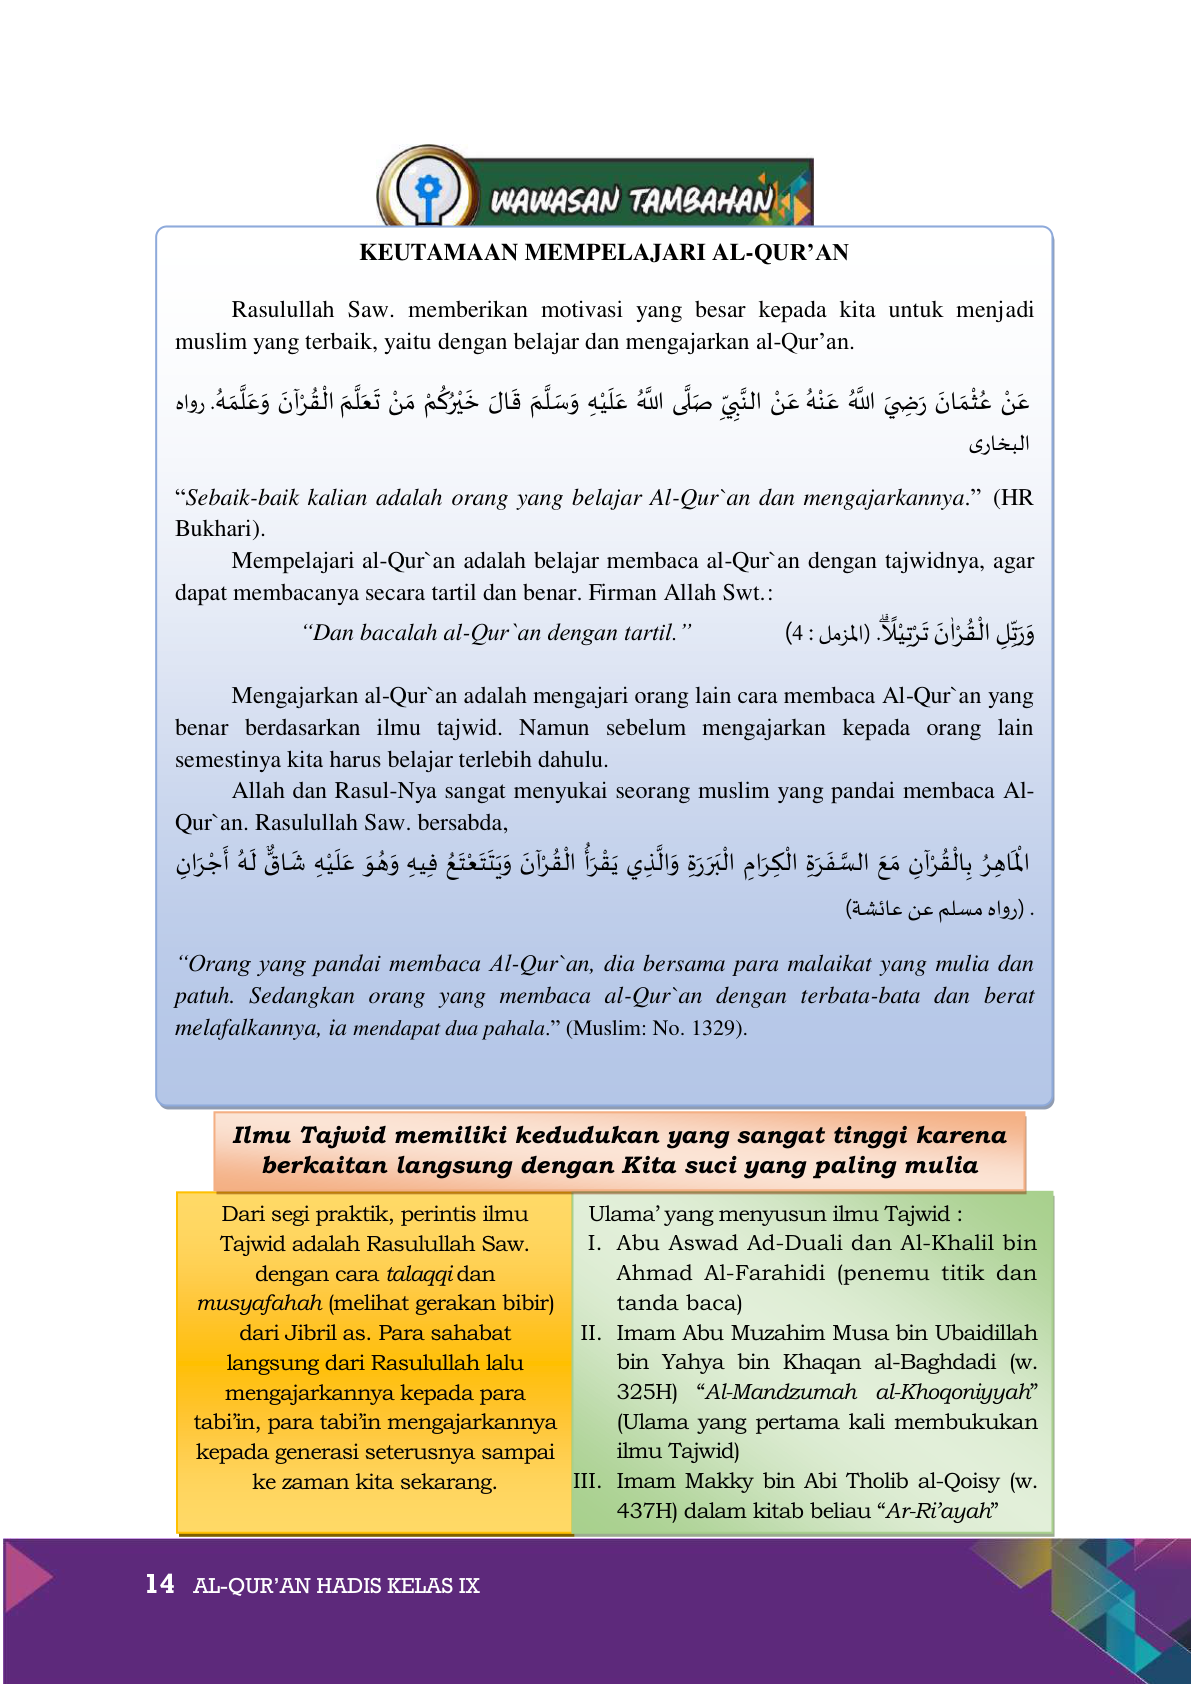 WAWASAN TAMBAHAN
KEUTAMAAN MEMPELAJARI AL-QUR’AN
Rasulullah Saw. memberikan motivasi yang besar kepada kita untuk menjadi
muslim yang terbaik, yaitu dengan belajar dan mengajarkan al-Qur’an.
عَنْ عُثْمَانَ رَضِيَ اللَّهُ عَنْهُ عَنْ النَّبِيِّ صَلَّى اللَّهُ عَلَيْهِ وَسَلَّمَ قَالَ خَيْرُكُمْ مَنْ تَعَلَّمَ الْقُرْآنَ وَعَلَّمَهُ. رواه
البخارى
“Sebaik-baik kalian adalah orang yang belajar Al-Qur`an dan mengajarkannya.” (HR
Bukhari).
Mempelajari al-Qur`an adalah belajar membaca al-Qur`an dengan tajwidnya, agar
dapat membacanya secara tartil dan benar. Firman Allah Swt.:
“Dan bacalah al-Qur`an dengan tartil.” وَرَتِّلِ الْقُرْاٰنَ تَرْتِيْلًاۗ. (المزمل : 4)
Mengajarkan al-Qur`an adalah mengajari orang lain cara membaca Al-Qur`an yang
benar berdasarkan ilmu tajwid. Namun sebelum mengajarkan kepada orang lain
semestinya kita harus belajar terlebih dahulu.
Allah dan Rasul-Nya sangat menyukai seorang muslim yang pandai membaca Al-
Qur`an. Rasulullah Saw. bersabda,
الْمَاهِرُ بِالْقُرْآنِ مَعَ السَّفَرَةِ الْكِرَامِ الْبَرَرَةِ وَالَّذِي يَقْرَأُ الْقُرْآنَ وَيَتَتَعْتَعُ فِيهِ وَهُوَ عَلَيْهِ شَاقٌّ لَهُ أَجْرَانِ
. (رواه مسلم عن عائشة)
“Orang yang pandai membaca Al-Qur`an, dia bersama para malaikat yang mulia dan
patuh. Sedangkan orang yang membaca al-Qur`an dengan terbata-bata dan berat
melafalkannya, ia mendapat dua pahala.” (Muslim: No. 1329).
Ilmu Tajwid memiliki kedudukan yang sangat tinggi karena
berkaitan langsung dengan Kita suci yang paling mulia
Dari segi praktik, perintis ilmu
Tajwid adalah Rasulullah Saw.
dengan cara talaqqi dan
musyafahah (melihat gerakan bibir)
dari Jibril as. Para sahabat
langsung dari Rasulullah lalu
mengajarkannya kepada para
tabi’in, para tabi’in mengajarkannya
kepada generasi seterusnya sampai
ke zaman kita sekarang.
Ulama’ yang menyusun ilmu Tajwid :
I. Abu Aswad Ad-Duali dan Al-Khalil bin
Ahmad Al-Farahidi (penemu titik dan
tanda baca)
II. Imam Abu Muzahim Musa bin Ubaidillah
bin Yahya bin Khaqan al-Baghdadi (w.
325H) “Al-Mandzumah al-Khoqoniyyah”
(Ulama yang pertama kali membukukan
ilmu Tajwid)
III. Imam Makky bin Abi Tholib al-Qoisy (w.
437H) dalam kitab beliau “Ar-Ri’ayah”
14 AL-QUR’AN HADIS KELAS IX